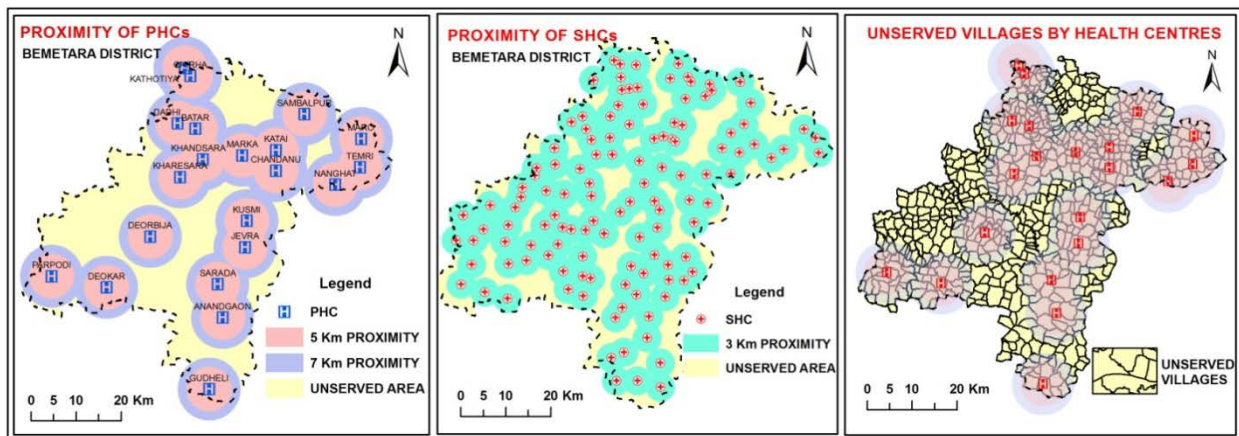 PROXIMITY OF PHCs
BEMETARA DISTRICT
N
KATHOTIYA
DARHI
BATAR
SAMBALPUR
MARO
KHANDSARA
MARKA
KATAI
CHANDANU
TEMRI
KHARESARA
NANGHAT
KUSMI
DEORBIJA
JEVRA
PARPODI
DEOKAR
SARADA
ANANDGAON
GUDHELI
Legend
PHC
5 Km PROXIMITY
7 Km PROXIMITY
UNSERVED AREA
0 5 10 20 Km
PROXIMITY OF SHCs
BEMETARA DISTRICT
N
Legend
SHC
3 Km PROXIMITY
UNSERVED AREA
0 5 10 20 Km
UNSERVED VILLAGES BY HEALTH CENTRES
N
UNSERVED
VILLAGES
0 5 10 20 Km